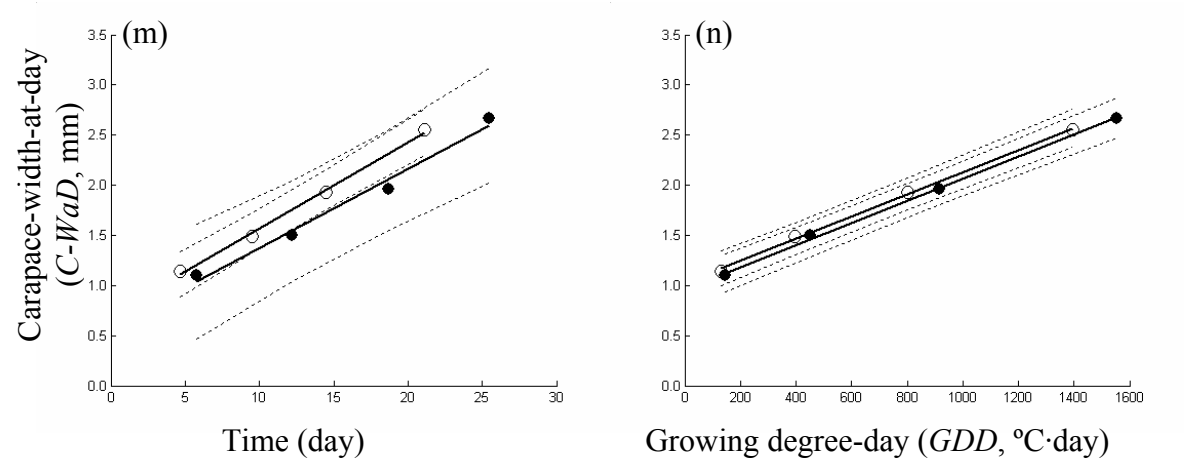 (m)
(n)
Carapace-width-at-day
(C-WaD, mm)
3.5
3.0
2.5
2.0
1.5
1.0
0.5
0.0
0 5 10 15 20 25 30
Time (day)
3.5
3.0
2.5
2.0
1.5
1.0
0.5
0.0
0 200 400 600 800 1000 1200 1400 1600
Growing degree-day (GDD, ºC·day)